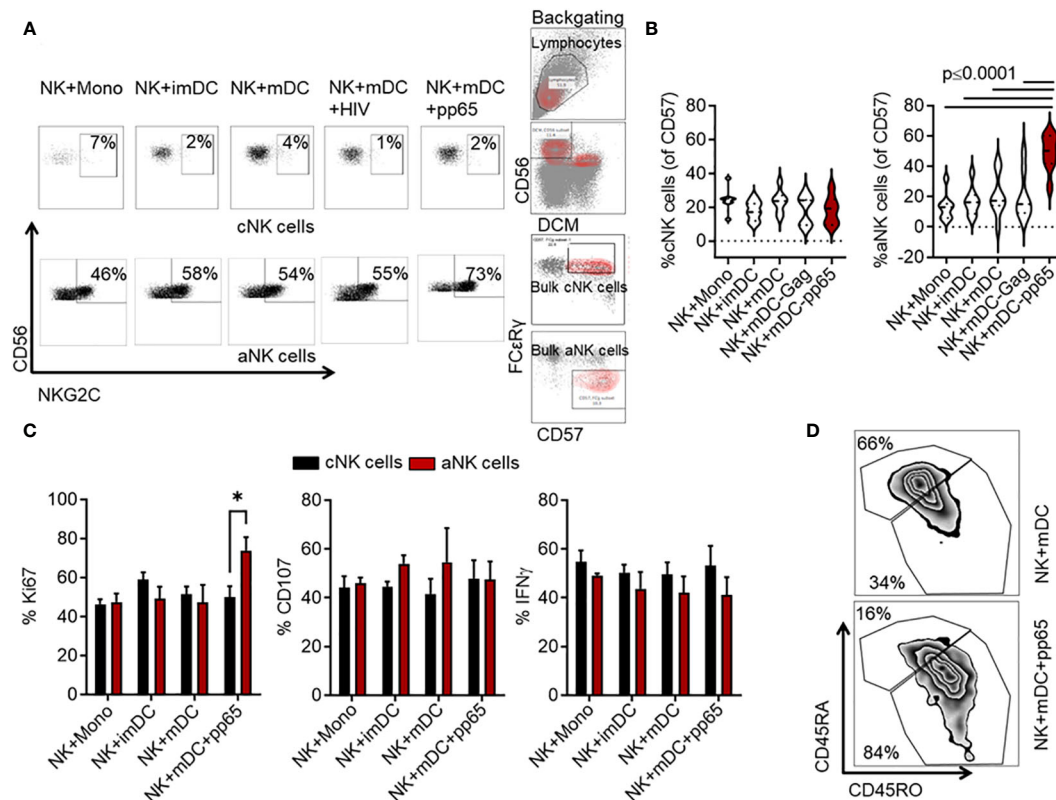 A
Backgating
Lymphocytes
NK+Mono NK+imDC NK+mDC NK+mDC NK+mDC
+HIV +pp65
7% 2% 4% 1% 2%
cNK cells
CD56
DCM
46% 58% 54% 55% 73%
aNK cells
CD56
NKG2C
Bulk cNK cells
Bulk aNK cells
FCεRγ
CD57
B
p≤0.0001
%cNK cells (of CD57)
80
60
40
20
0
NK+Mono
NK+imDC
NK+mDC
NK+mDC-Gag
NK+mDC-pp65
%aNK cells (of CD57)
80
60
40
20
0
-20
NK+Mono
NK+imDC
NK+mDC
NK+mDC-Gag
NK+mDC-pp65
C
cNK cells aNK cells
% Ki67
100
80
60
40
20
0
*
NK+Mono
NK+imDC
NK+mDC
NK+mDC+pp65
% CD107
80
60
40
20
0
NK+Mono
NK+imDC
NK+mDC
NK+mDC+pp65
% IFNγ
80
60
40
20
0
NK+Mono
NK+imDC
NK+mDC
NK+mDC+pp65
D
66%
34%
NK+mDC
16%
84%
NK+mDC+pp65
CD45RA
CD45RO